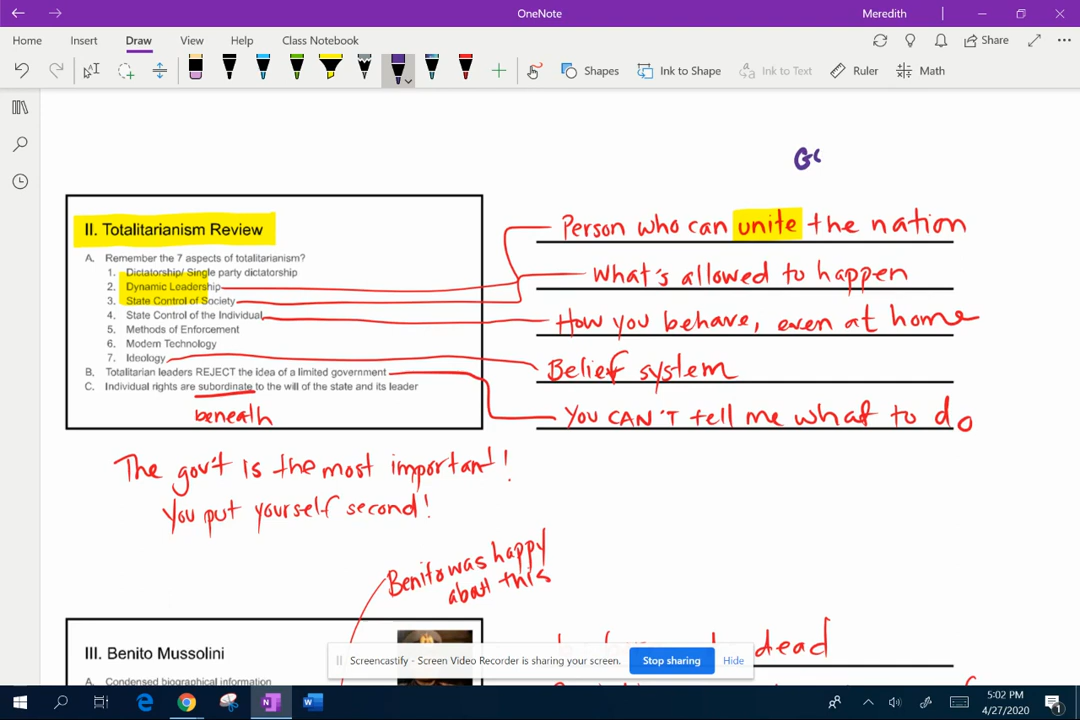 OneNote
Meredith
Home Insert Draw View Help Class Notebook
Share
Shapes Ink to Shape Ink to Text Ruler Math
II. Totalitarianism Review
A. Remember the 7 aspects of totalitarianism?
1. Dictatorship/ Single party dictatorship
2. Dynamic Leadership
3. State Control of Society
4. State Control of the Individual
5. Methods of Enforcement
6. Modern Technology
7. Ideology
B. Totalitarian leaders REJECT the idea of a limited government
C. Individual rights are subordinate to the will of the state and its leader
beneath
Person who can unite the nation
What's allowed to happen
How you behave, even at home
Belief system
You CAN'T tell me what to do
The gov't is the most important!
You put yourself second!
Benito was happy
about this
III. Benito Mussolini
A. Condensed biographical information
dead
Screencastify - Screen Video Recorder is sharing your screen. Stop sharing Hide
5:02 PM
4/27/2020